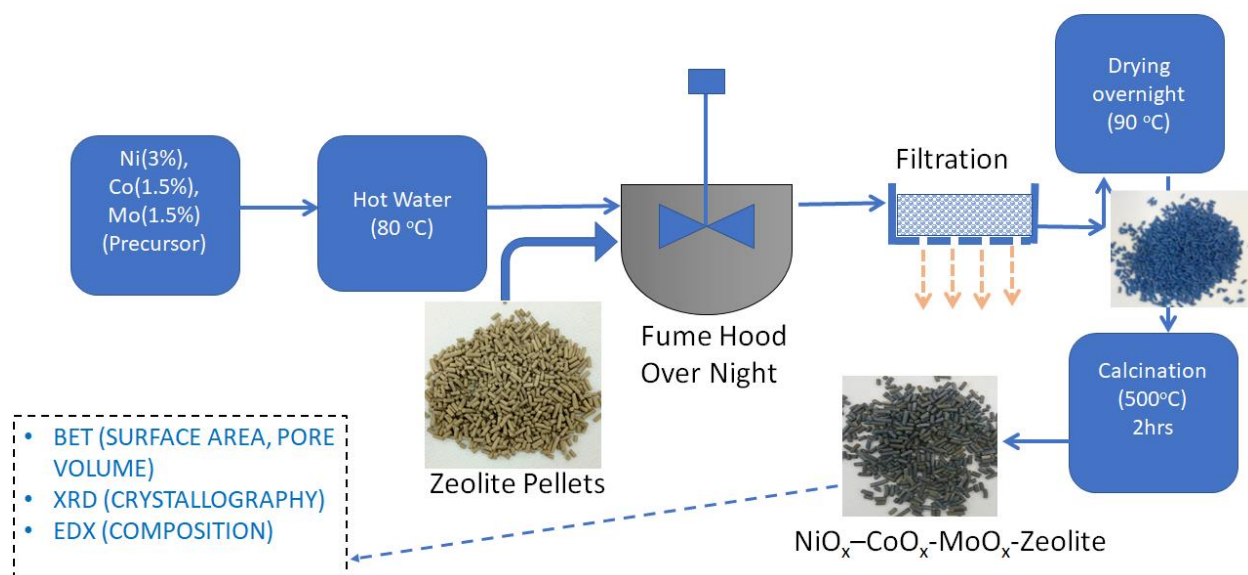 Ni(3%),
Co(1.5%),
Mo(1.5%)
(Precursor)
Hot Water
(80 °C)
Zeolite Pellets
Fume Hood
Over Night
Filtration
Drying
overnight
(90 °C)
Calcination
(500°C)
2hrs
NiOₓ–CoOₓ-MoOₓ-Zeolite
• BET (SURFACE AREA, PORE
VOLUME)
• XRD (CRYSTALLOGRAPHY)
• EDX (COMPOSITION)